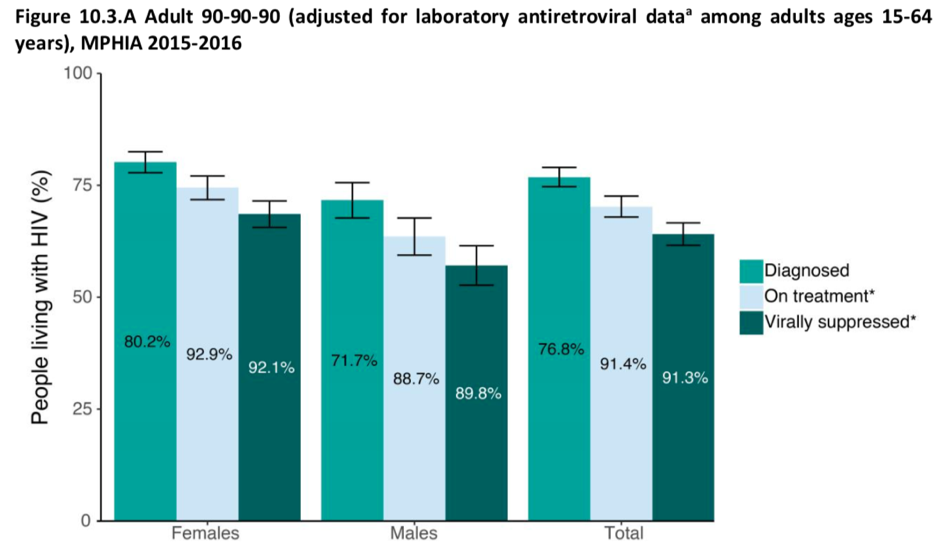 Figure 10.3.A Adult 90-90-90 (adjusted for laboratory antiretroviral dataᵃ among adults ages 15-64
years), MPHIA 2015-2016
People living with HIV (%)
100
75
50
25
0
80.2%
92.9%
92.1%
71.7%
88.7%
89.8%
76.8%
91.4%
91.3%
Females
Males
Total
Diagnosed
On treatment*
Virally suppressed*